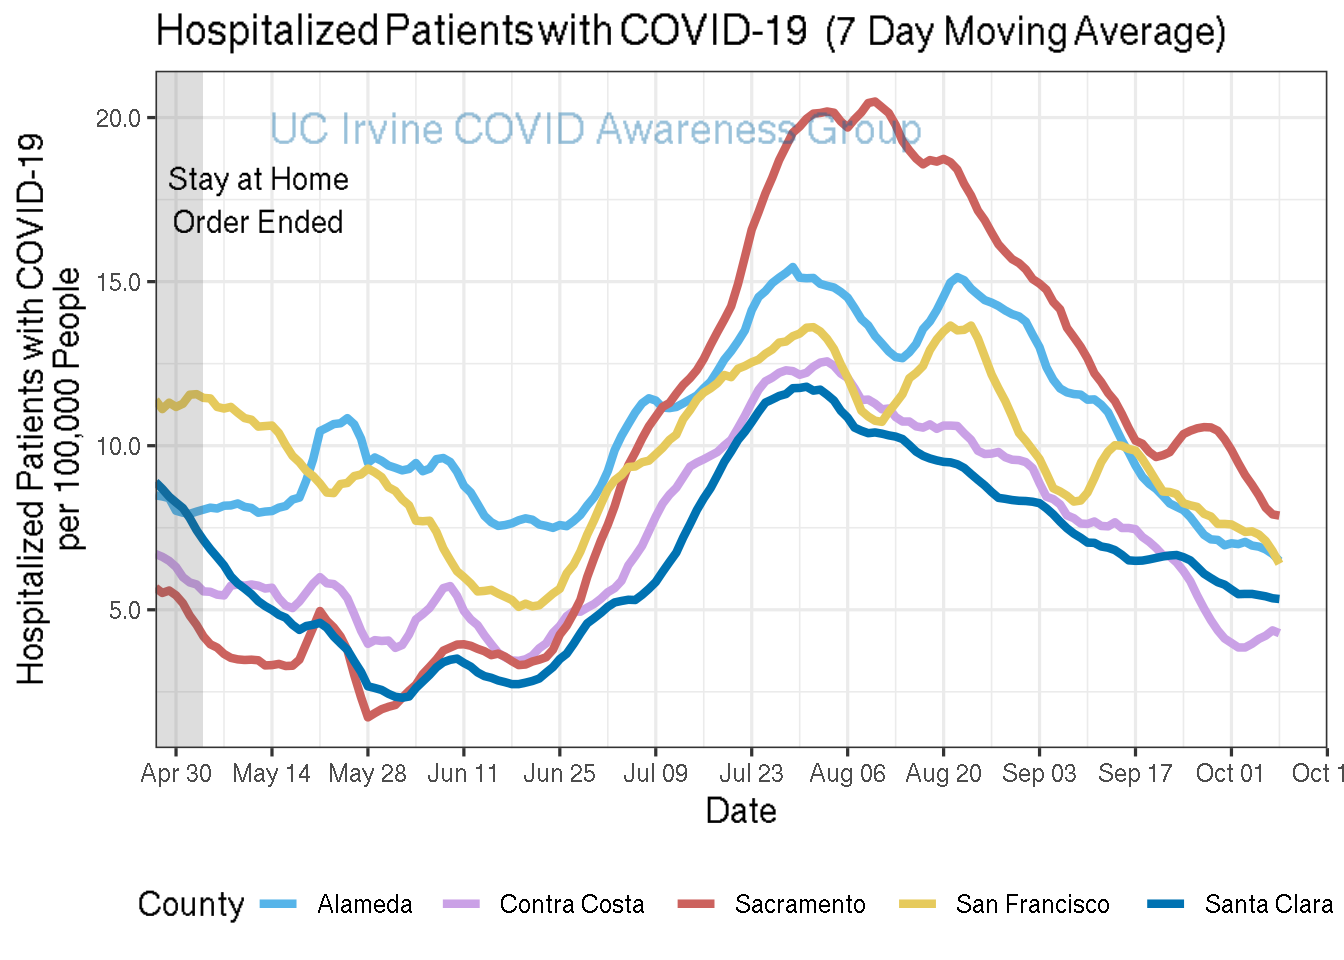 Hospitalized Patients with COVID-19 (7 Day Moving Average)
UC Irvine COVID Awareness Group
Stay at Home
Order Ended
Hospitalized Patients with COVID-19
per 100,000 People
20.0
15.0
10.0
5.0
Apr 30 May 14 May 28 Jun 11 Jun 25 Jul 09 Jul 23 Aug 06 Aug 20 Sep 03 Sep 17 Oct 01 Oct 1
Date
County Alameda Contra Costa Sacramento San Francisco Santa Clara